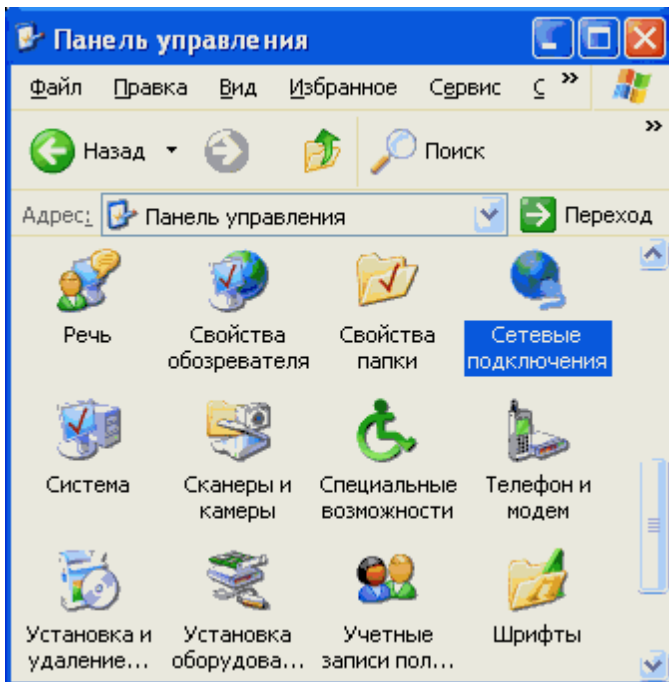 Панель управления
Файл Правка Вид Избранное Сервис С »
Назад Поиск »
Адрес: Панель управления Переход
Речь Свойства обозревателя Свойства папки Сетевые подключения
Система Сканеры и камеры Специальные возможности Телефон и модем
Установка и удаление... Установка оборудова... Учетные записи пол... Шрифты